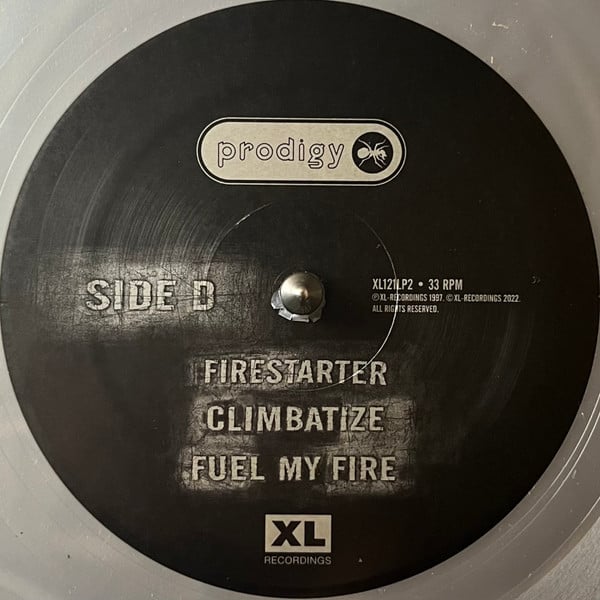 prodigy
SIDE D
XL121LP2 • 33 RPM
℗XL-RECORDINGS 1997. ©XL-RECORDINGS 2022.
ALL RIGHTS RESERVED.
FIRESTARTER
CLIMBATIZE
FUEL MY FIRE
XL
RECORDINGS